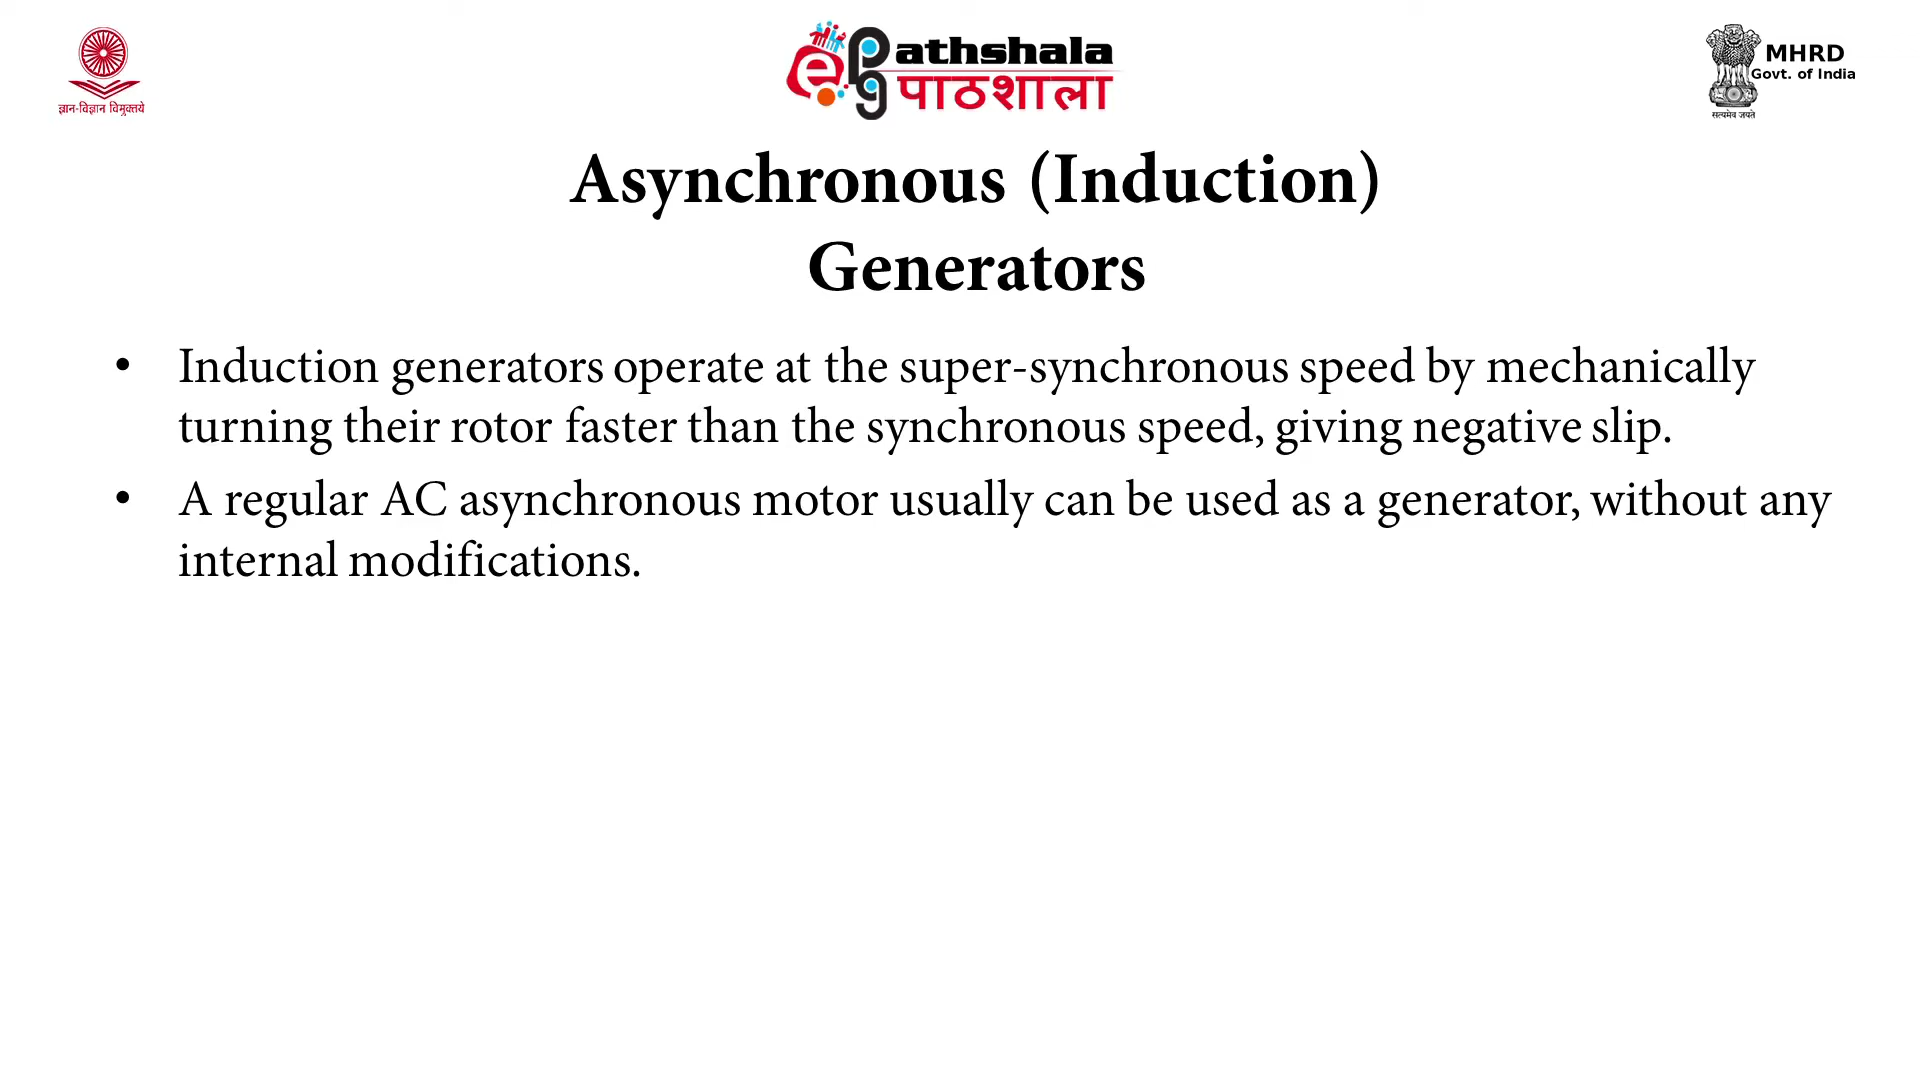 ज्ञान-विज्ञान विमुक्तये
ePg Pathshala
पाठशाला
MHRD
Govt. of India
सत्यमेव जयते
Asynchronous (Induction)
Generators
• Induction generators operate at the super-synchronous speed by mechanically
turning their rotor faster than the synchronous speed, giving negative slip.
• A regular AC asynchronous motor usually can be used as a generator, without any
internal modifications.